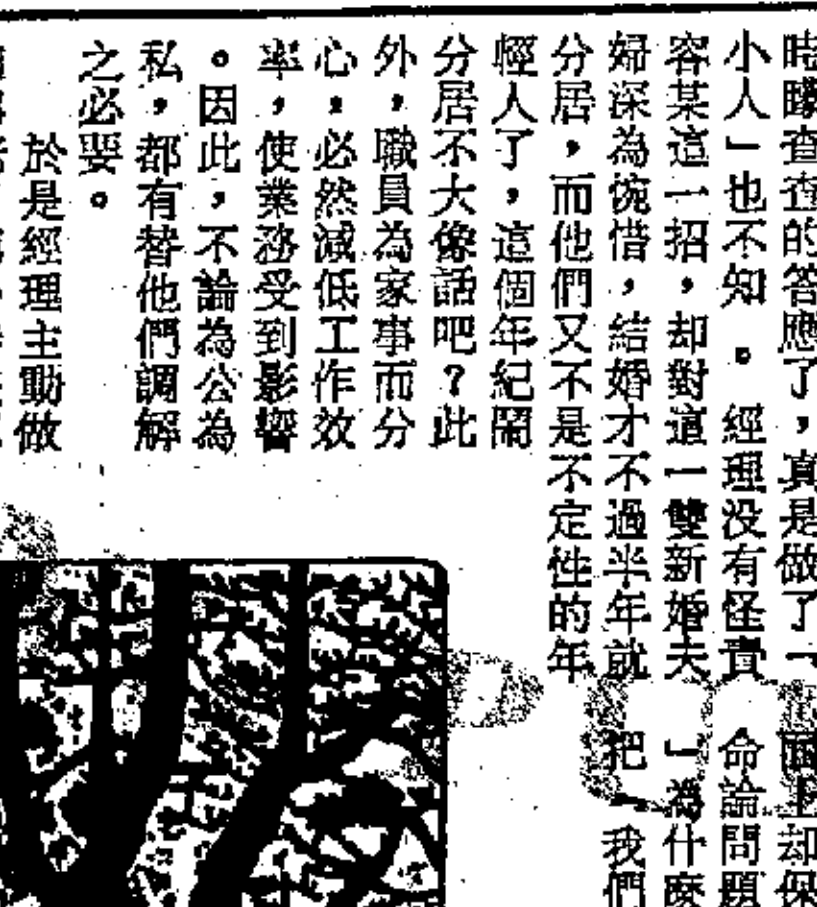 時矇查查的答應了，真是做了「
小人」也不知。經理没有怪責
容某這一招，却對這一雙新婚夫
婦深為惋惜，結婚才不過半年就
分居，而他們又不是不定性的年
輕人了，這個年紀鬧
分居不大像話吧？此
外，職員為家事而分
心，必然減低工作效
率，使業務受到影響
。因此，不論為公為
私，都有替他們調解
之必要。
於是經理主動做
面上却保
命論問題
」為什麽
把「我們